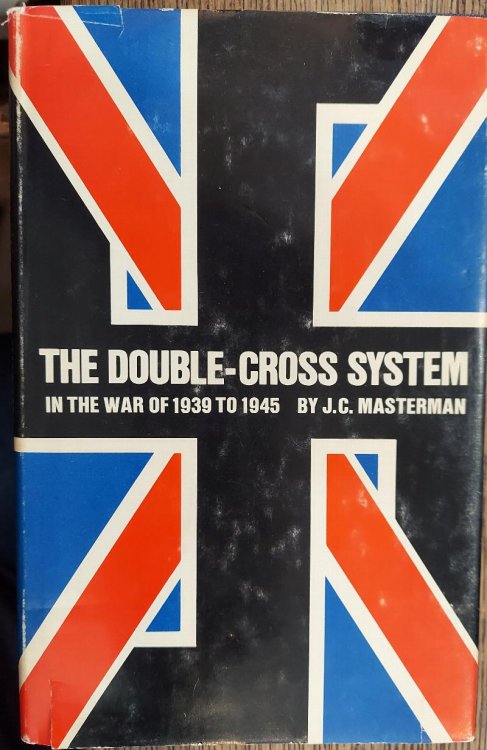 THE DOUBLE-CROSS SYSTEM
IN THE WAR OF 1939 TO 1945 BY J.C. MASTERMAN